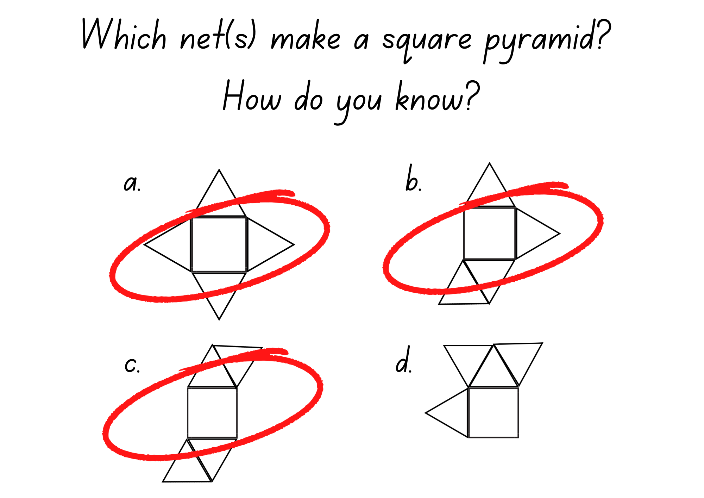 Which net(s) make a square pyramid?
How do you know?
a.
b.
c.
d.